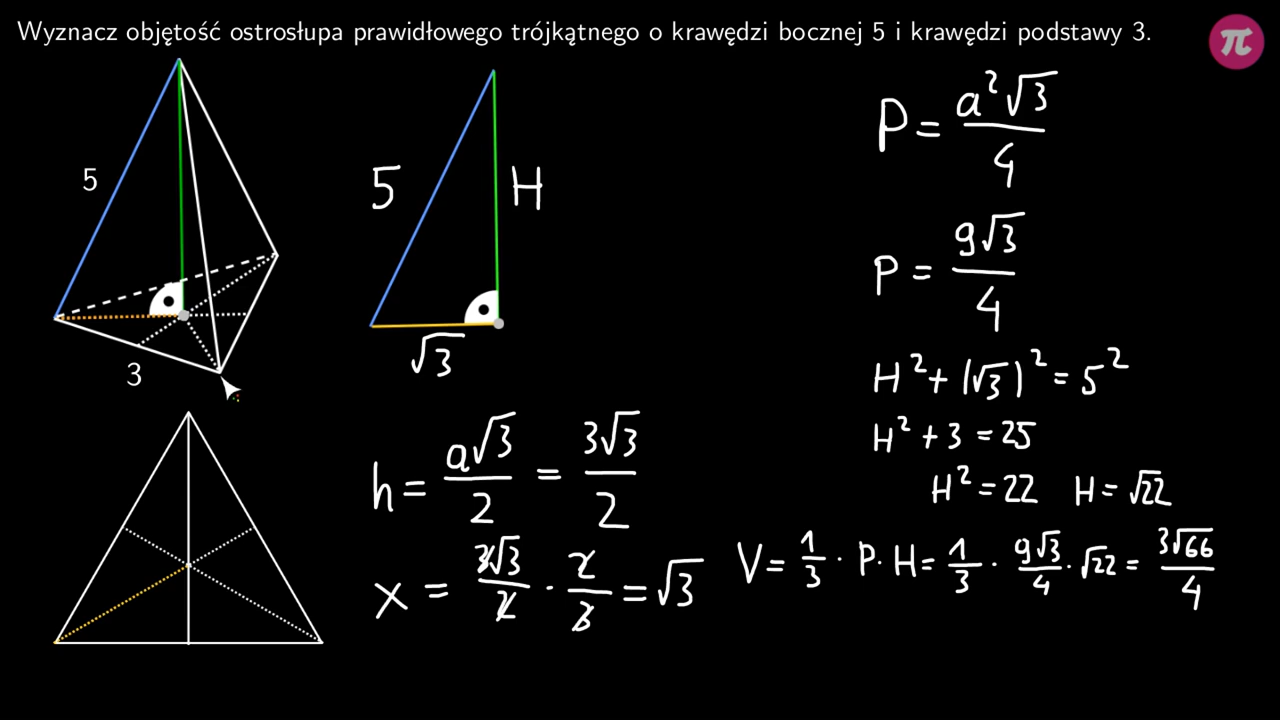 Wyznacz objętość ostrosłupa prawidłowego trójkątnego o krawędzi bocznej 5 i krawędzi podstawy 3.
π
5
3
5
H
√3
h = a√3/2 = 3√3/2
x = 3√3/2 · 2/3 = √3
P = a²√3/4
P = 9√3/4
H² + (√3)² = 5²
H² + 3 = 25
H² = 22 H = √22
V = 1/3 · P · H = 1/3 · 9√3/4 · √22 = 3√66/4